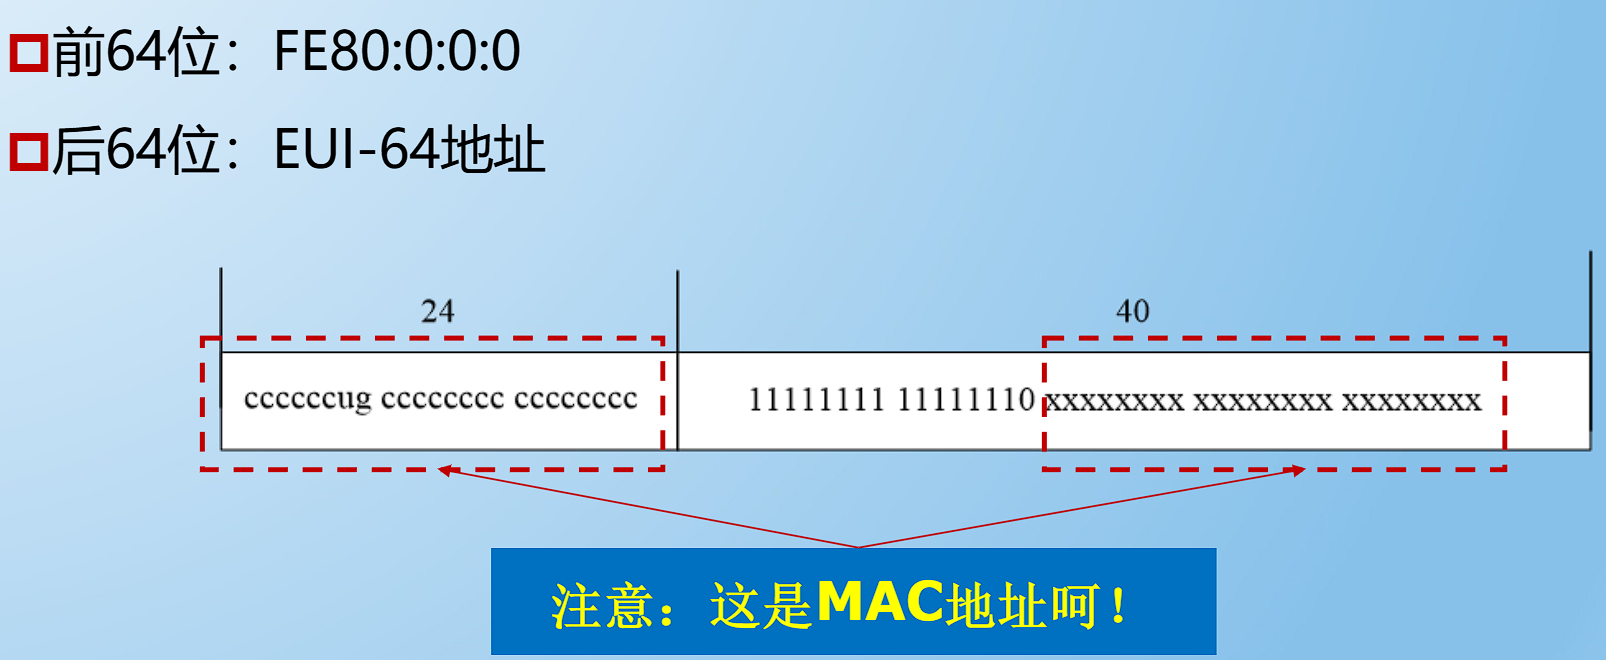 前64位：FE80:0:0:0
后64位：EUI-64地址
24 40
ccccccug cccccccc cccccccc 11111111 11111110 xxxxxxxx xxxxxxxx xxxxxxxx
注意：这是MAC地址呵！